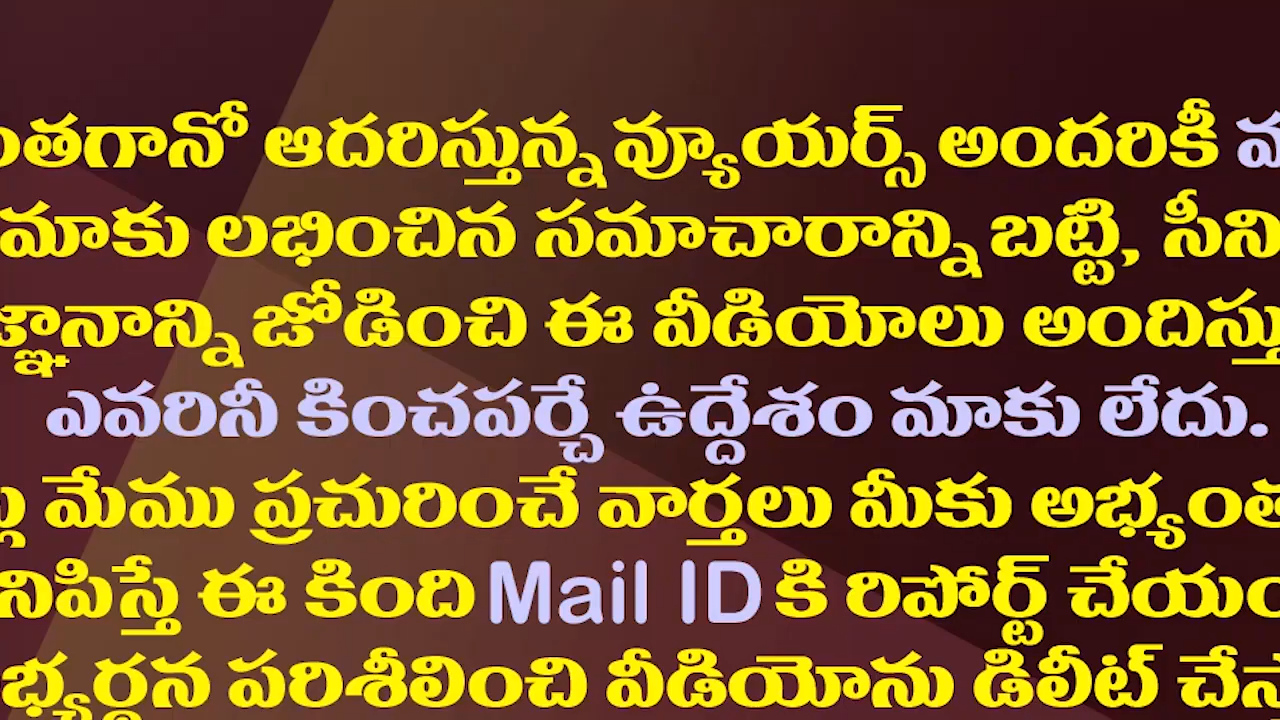 ంతగానో ఆదరిస్తున్న వ్యూయర్స్ అందరికీ
మాకు లభించిన సమాచారాన్ని బట్టి, సీని
జ్ఞానాన్ని జోడించి ఈ వీడియోలు అందిస్తు
ఎవరినీ కించపర్చే ఉద్దేశం మాకు లేదు.
మేము ప్రచురించే వార్తలు మీకు అభ్యంత
నిపిస్తే ఈ కింది Mail ID కి రిపోర్ట్ చేయం
భ్యర్థన పరిశీలించి వీడియోను డిలీట్ చేస